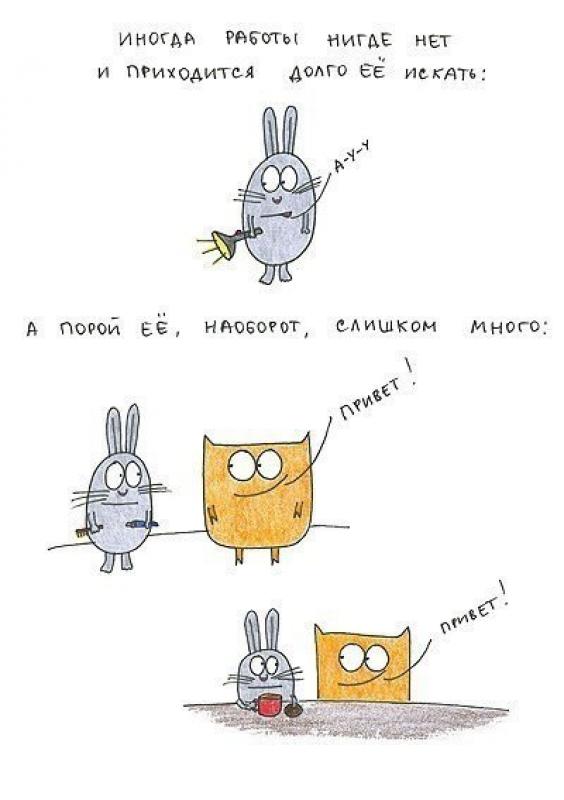 ИНОГДА РАБОТЫ НИГДЕ НЕТ
И ПРИХОДИТСЯ ДОЛГО ЕЁ ИСКАТЬ:
А-У-У
А ПОРОЙ ЕЁ, НАОБОРОТ, СЛИШКОМ МНОГО:
ПРИВЕТ!
ПРИВЕТ!